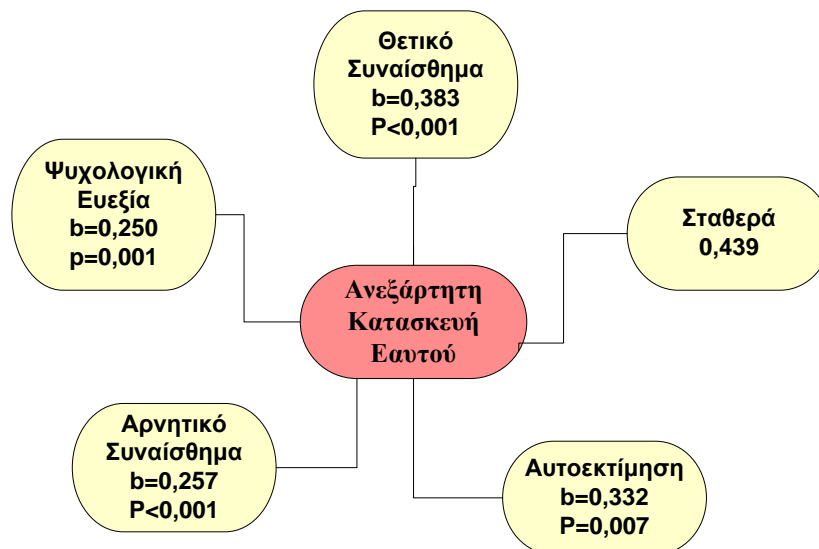 Θετικό
Συναίσθημα
b=0,383
P<0,001
Ψυχολογική
Ευεξία
b=0,250
p=0,001
Σταθερά
0,439
Ανεξάρτητη
Κατασκευή
Εαυτού
Αρνητικό
Συναίσθημα
b=0,257
P<0,001
Αυτοεκτίμηση
b=0,332
P=0,007